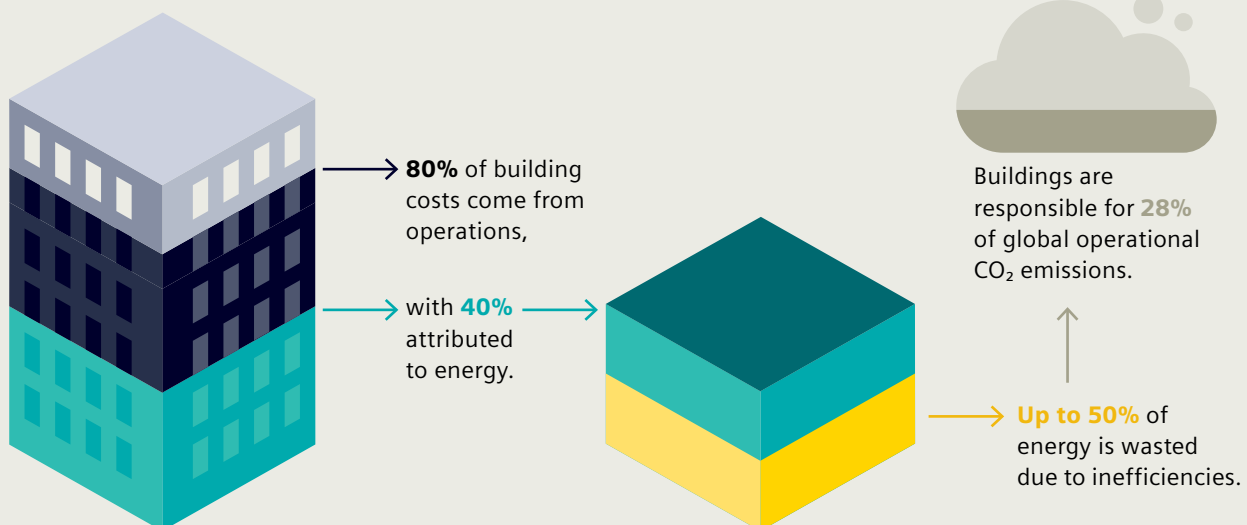 80% of building
costs come from
operations,
with 40%
attributed
to energy.
Up to 50% of
energy is wasted
due to inefficiencies.
Buildings are
responsible for 28%
of global operational
CO₂ emissions.